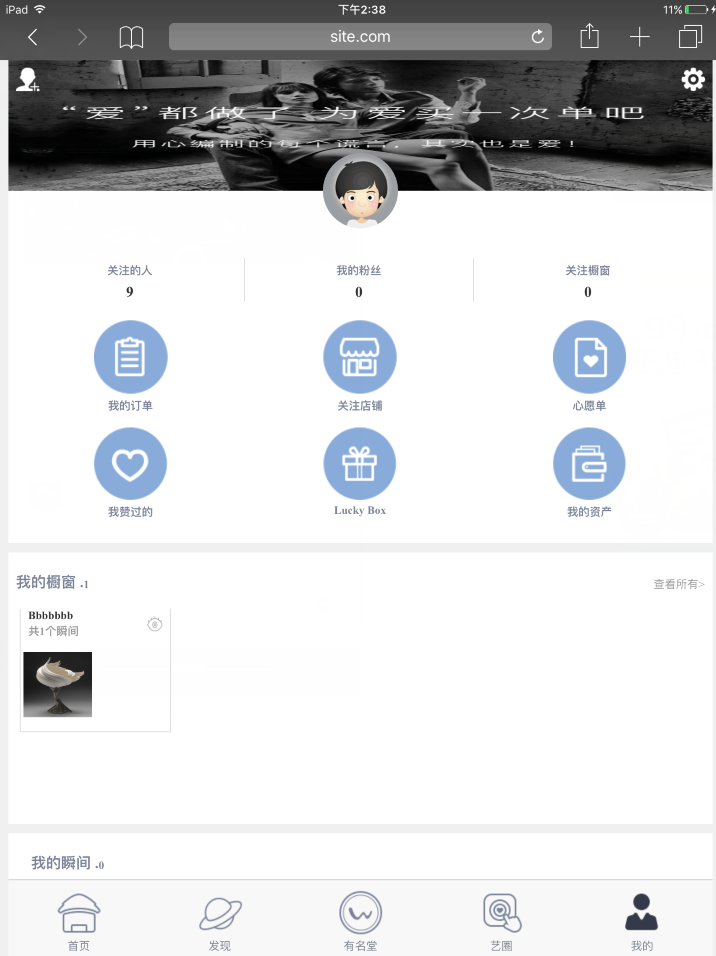 iPad 下午2:38 11%
site.com
“爱”都做了 为爱买一次单吧
用心编制的每个谎言，其实也是爱！
关注的人 我的粉丝 关注橱窗
9 0 0
我的订单 关注店铺 心愿单
我赞过的 Lucky Box 我的资产
我的橱窗 .1 查看所有>
Bbbbbbb
共1个瞬间
我的瞬间 .0
首页 发现 有名堂 艺圈 我的